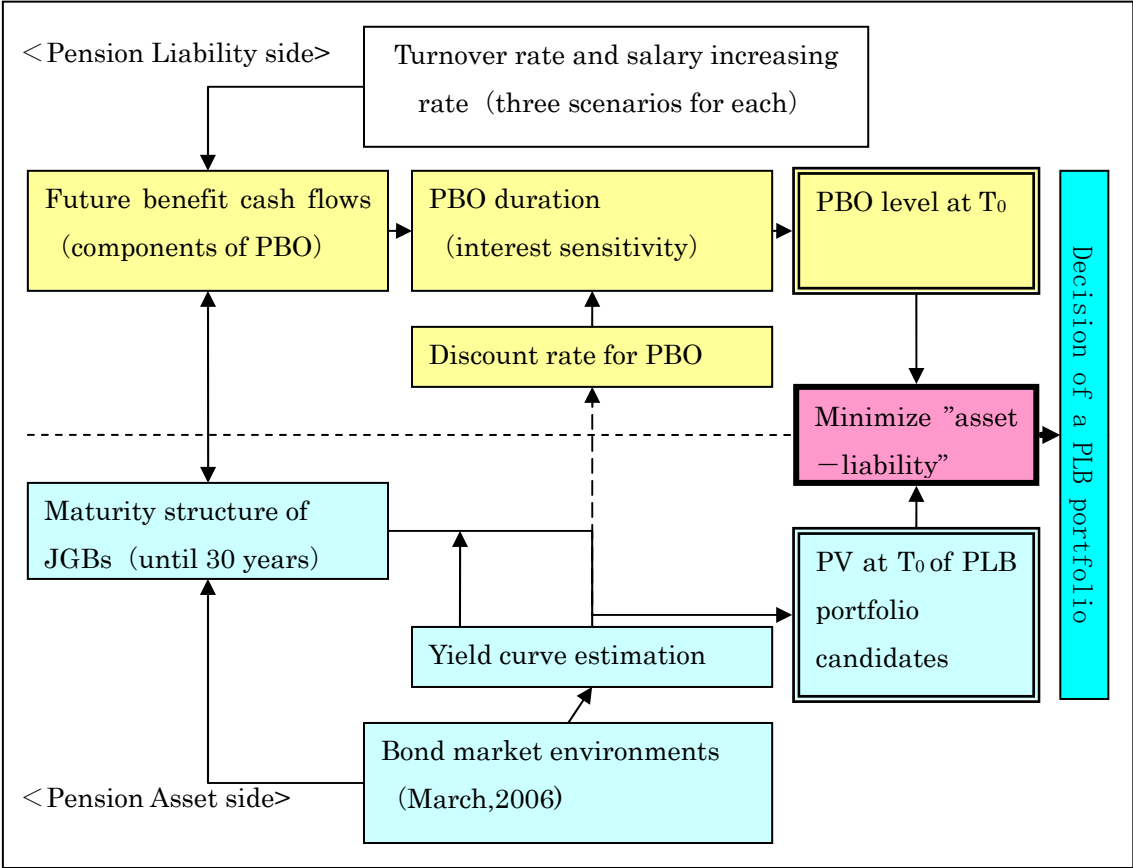 ＜Pension Liability side>
Turnover rate and salary increasing
rate（three scenarios for each）
Future benefit cash flows
（components of PBO）
PBO duration
（interest sensitivity）
PBO level at T₀
Discount rate for PBO
Minimize ”asset
－liability”
Decision of a PLB portfolio
Maturity structure of
JGBs（until 30 years）
PV at T₀ of PLB
portfolio
candidates
Yield curve estimation
Bond market environments
（March,2006)
＜Pension Asset side>